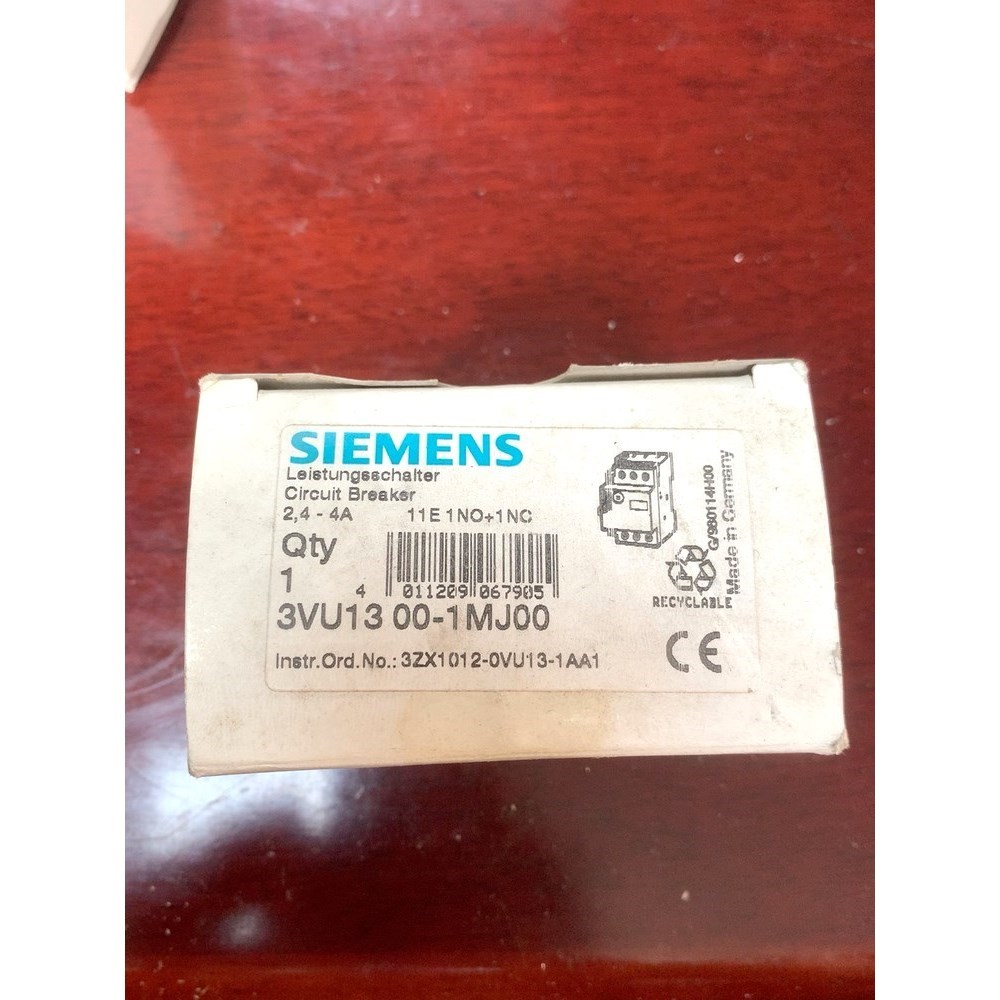 SIEMENS
Leistungsschalter
Circuit Breaker
2,4 - 4A 11E 1NO+1NC
Qty
1
4 011209 067905
3VU13 00-1MJ00
Instr.Ord.No.: 3ZX1012-0VU13-1AA1
G/980114H00
Made in Germany
RECYCLABLE
CE